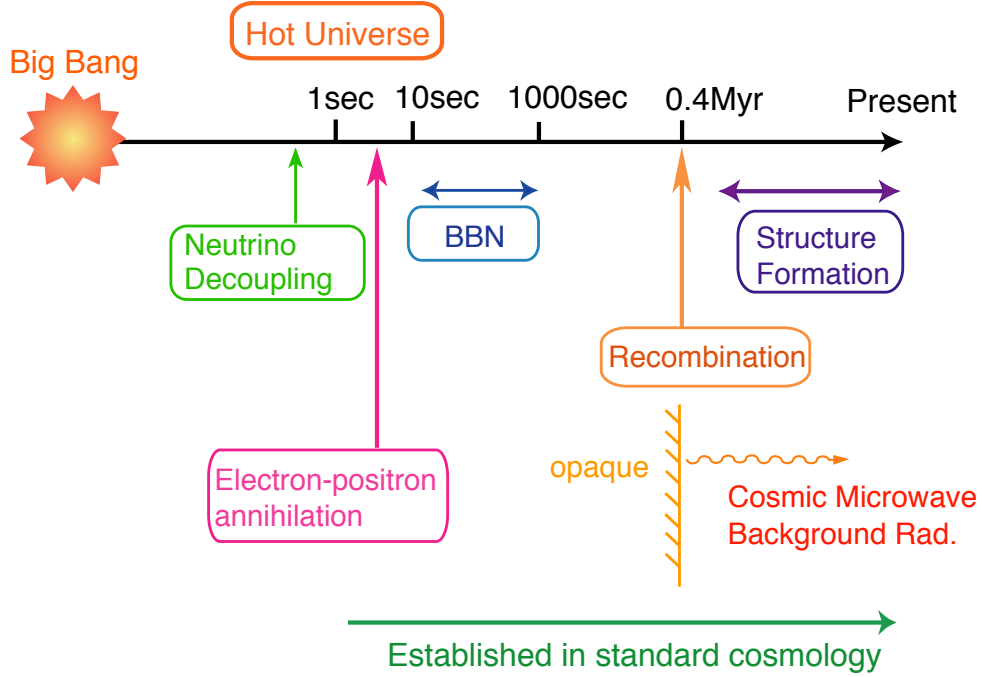 Hot Universe
Big Bang
1sec
10sec
1000sec
0.4Myr
Present
Neutrino
Decoupling
BBN
Structure
Formation
Recombination
Electron-positron
annihilation
opaque
Cosmic Microwave
Background Rad.
Established in standard cosmology